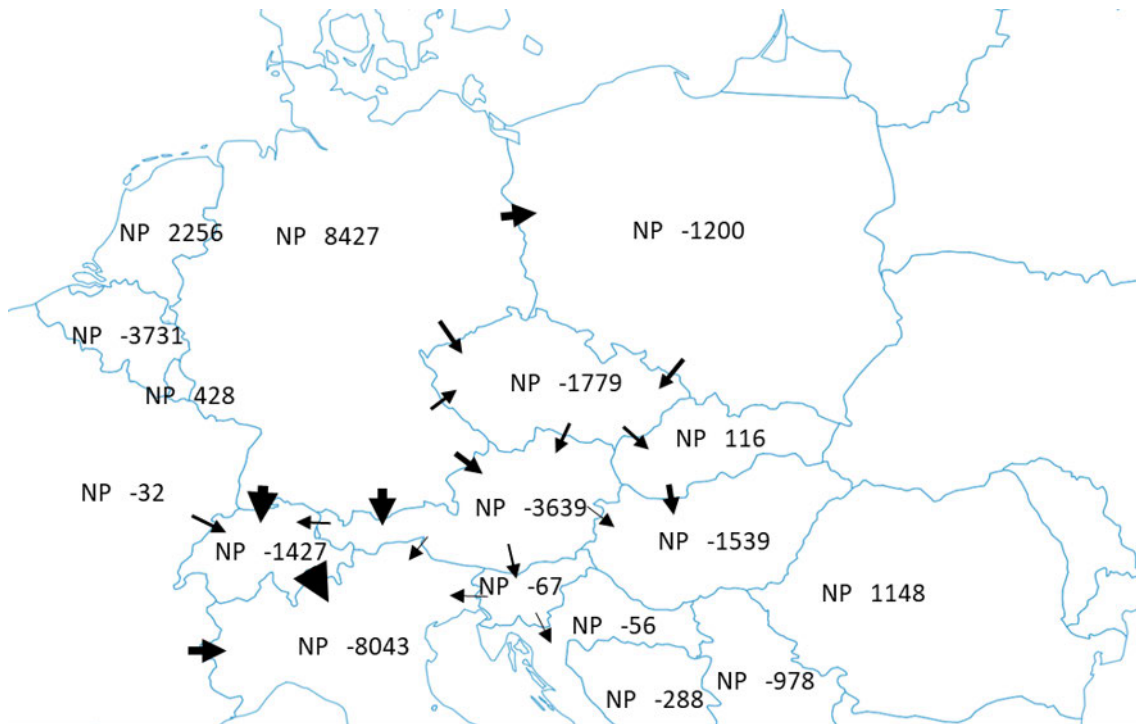 NP 2256
NP 8427
NP -1200
NP -3731
NP 428
NP -1779
NP 116
NP -32
NP -3639
NP -1427
NP -1539
NP -67
NP 1148
NP -56
NP -8043
NP -288
NP -978